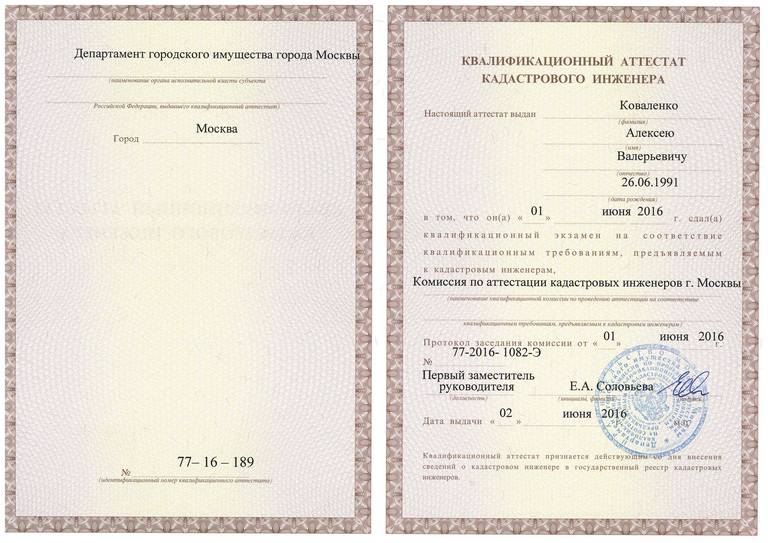 Департамент городского имущества города Москвы
(наименование органа исполнительной власти субъекта
Российской Федерации, выдавшего квалификационный аттестат)
Город Москва
№ 77– 16 – 189
(идентификационный номер квалификационного аттестата)
КВАЛИФИКАЦИОННЫЙ АТТЕСТАТ
КАДАСТРОВОГО ИНЖЕНЕРА
Настоящий аттестат выдан Коваленко
(фамилия)
Алексею
(имя)
Валерьевичу
(отчество)
26.06.1991
(дата рождения)
в том, что он(а) « 01 » июня 2016 г. сдал(а)
квалификационный экзамен на соответствие
квалификационным требованиям, предъявляемым
к кадастровым инженерам,
Комиссия по аттестации кадастровых инженеров г. Москвы
(наименование квалификационной комиссии по проведению аттестации на соответствие
квалификационным требованиям, предъявляемым к кадастровым инженерам)
Протокол заседания комиссии от « 01 » июня 2016 г.
№ 77-2016- 1082-Э
Первый заместитель
руководителя Е.А. Соловьева
(должность) (инициалы, фамилия) (подпись)
Дата выдачи « 02 » июня 2016 г. М.П.
Квалификационный аттестат признается действующим со дня внесения
сведений о кадастровом инженере в государственный реестр кадастровых
инженеров.